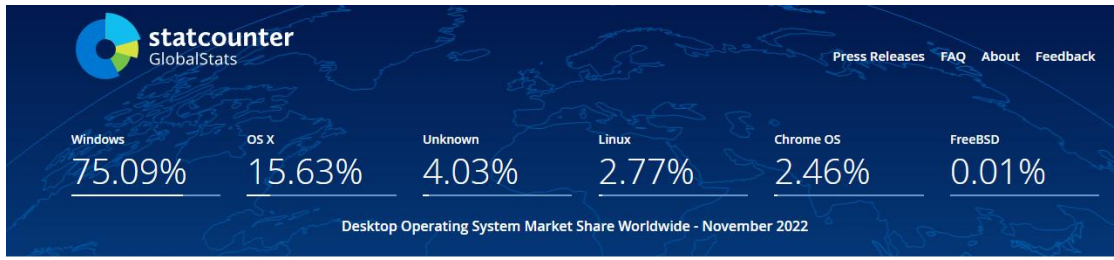 statcounter
GlobalStats
Press Releases FAQ About Feedback
Windows OS X Unknown Linux Chrome OS FreeBSD
75.09% 15.63% 4.03% 2.77% 2.46% 0.01%
Desktop Operating System Market Share Worldwide - November 2022